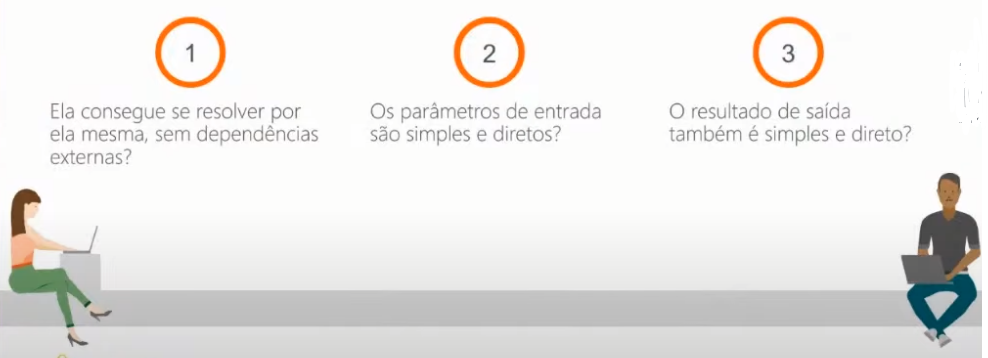 1
Ela consegue se resolver por
ela mesma, sem dependências
externas?
2
Os parâmetros de entrada
são simples e diretos?
3
O resultado de saída
também é simples e direto?